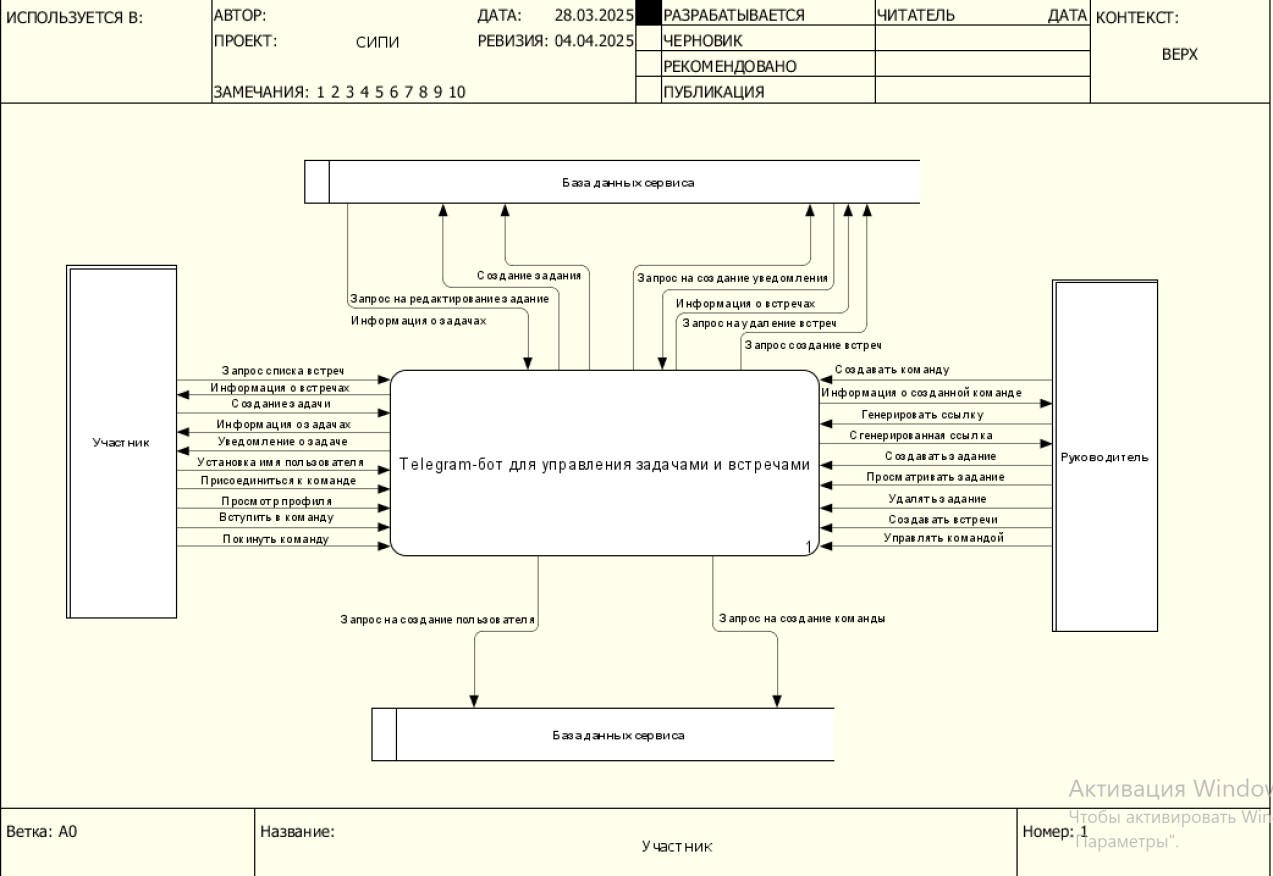 ИСПОЛЬЗУЕТСЯ В:
АВТОР:
ДАТА: 28.03.2025
РАЗРАБАТЫВАЕТСЯ
ЧИТАТЕЛЬ
ДАТА
КОНТЕКСТ:
ПРОЕКТ: СИПИ
РЕВИЗИЯ: 04.04.2025
ЧЕРНОВИК
ВЕРХ
РЕКОМЕНДОВАНО
ЗАМЕЧАНИЯ: 1 2 3 4 5 6 7 8 9 10
ПУБЛИКАЦИЯ
База данных сервиса
Создание задания
Запрос на редактирование задание
Информация о задачах
Запрос на создание уведомления
Информация о встречах
Запрос на удаление встреч
Запрос создание встреч
Запрос списка встреч
Информация о встречах
Создание задачи
Информация о задачах
Уведомление о задаче
Установка имя пользователя
Присоединиться к команде
Просмотр профиля
Вступить в команду
Покинуть команду
Участник
Telegram-бот для управления задачами и встречами
1
Создавать команду
Информация о созданной команде
Генерировать ссылку
Сгенерированная ссылка
Создавать задание
Просматривать задание
Удалять задание
Создавать встречи
Управлять командой
Руководитель
Запрос на создание пользователя
Запрос на создание команды
База данных сервиса
Активация Windov
Чтобы активировать Win
"Параметры".
Ветка: A0
Название:
Участник
Номер: 1